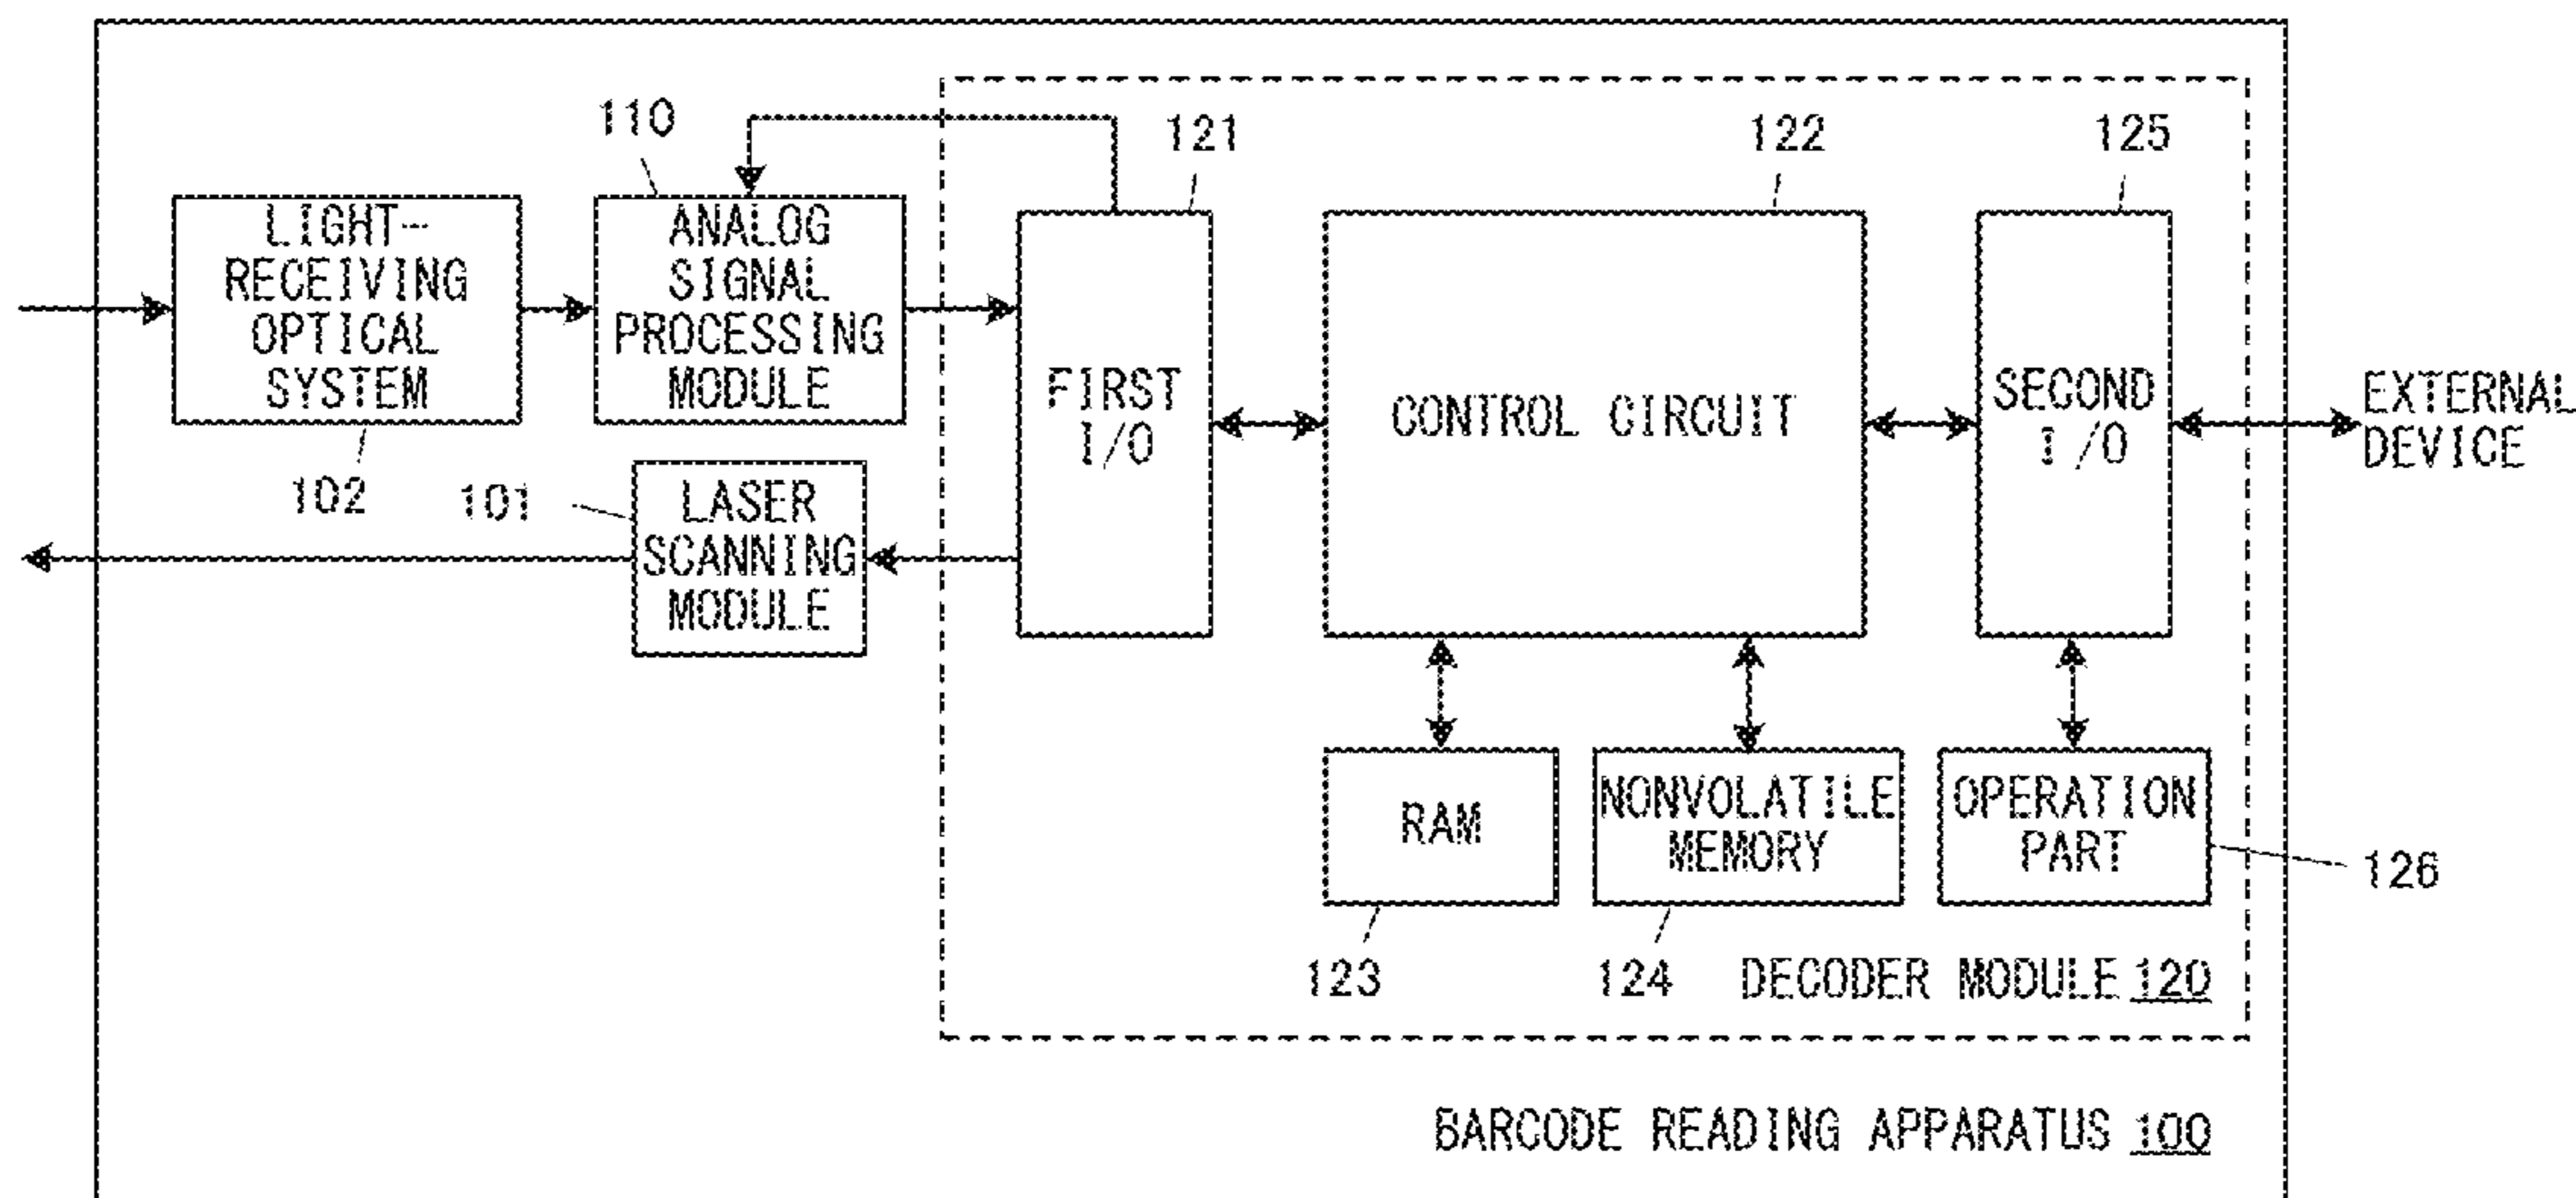 110
121
122
125
LIGHT-
RECEIVING
OPTICAL
SYSTEM
ANALOG
SIGNAL
PROCESSING
MODULE
FIRST
I/O
CONTROL CIRCUIT
SECOND
I/O
EXTERNAL
DEVICE
102
101
LASER
SCANNING
MODULE
RAM
NONVOLATILE
MEMORY
OPERATION
PART
126
123
124
DECODER MODULE 120
BARCODE READING APPARATUS 100